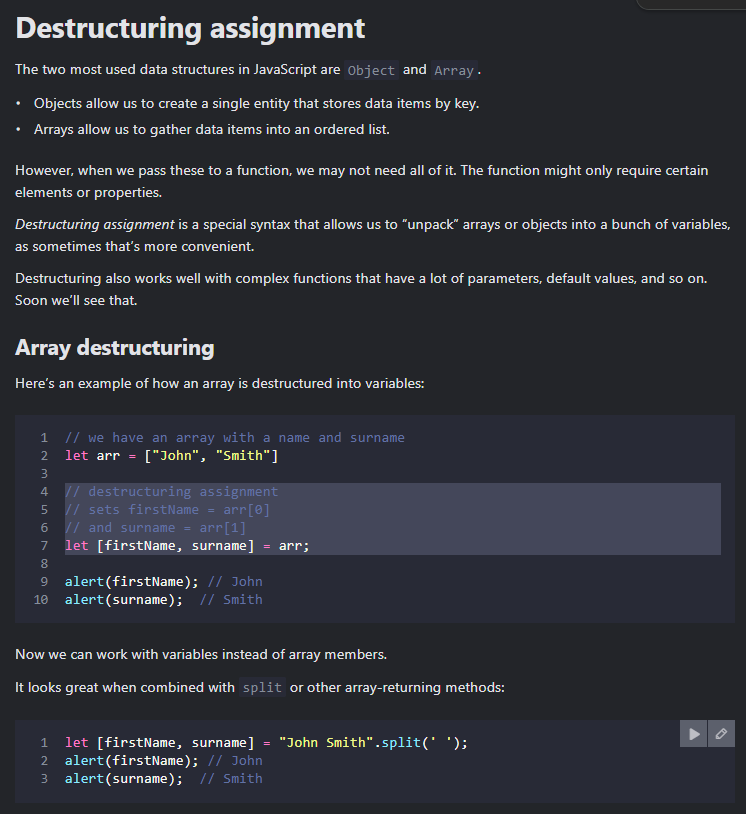 Destructuring assignment
The two most used data structures in JavaScript are Object and Array.
• Objects allow us to create a single entity that stores data items by key.
• Arrays allow us to gather data items into an ordered list.
However, when we pass these to a function, we may not need all of it. The function might only require certain
elements or properties.
Destructuring assignment is a special syntax that allows us to “unpack” arrays or objects into a bunch of variables,
as sometimes that’s more convenient.
Destructuring also works well with complex functions that have a lot of parameters, default values, and so on.
Soon we’ll see that.
Array destructuring
Here’s an example of how an array is destructured into variables:
1 // we have an array with a name and surname
2 let arr = ["John", "Smith"]
3
4 // destructuring assignment
5 // sets firstName = arr[0]
6 // and surname = arr[1]
7 let [firstName, surname] = arr;
8
9 alert(firstName); // John
10 alert(surname);  // Smith
Now we can work with variables instead of array members.
It looks great when combined with split or other array-returning methods:
1 let [firstName, surname] = "John Smith".split(' ');
2 alert(firstName); // John
3 alert(surname);  // Smith